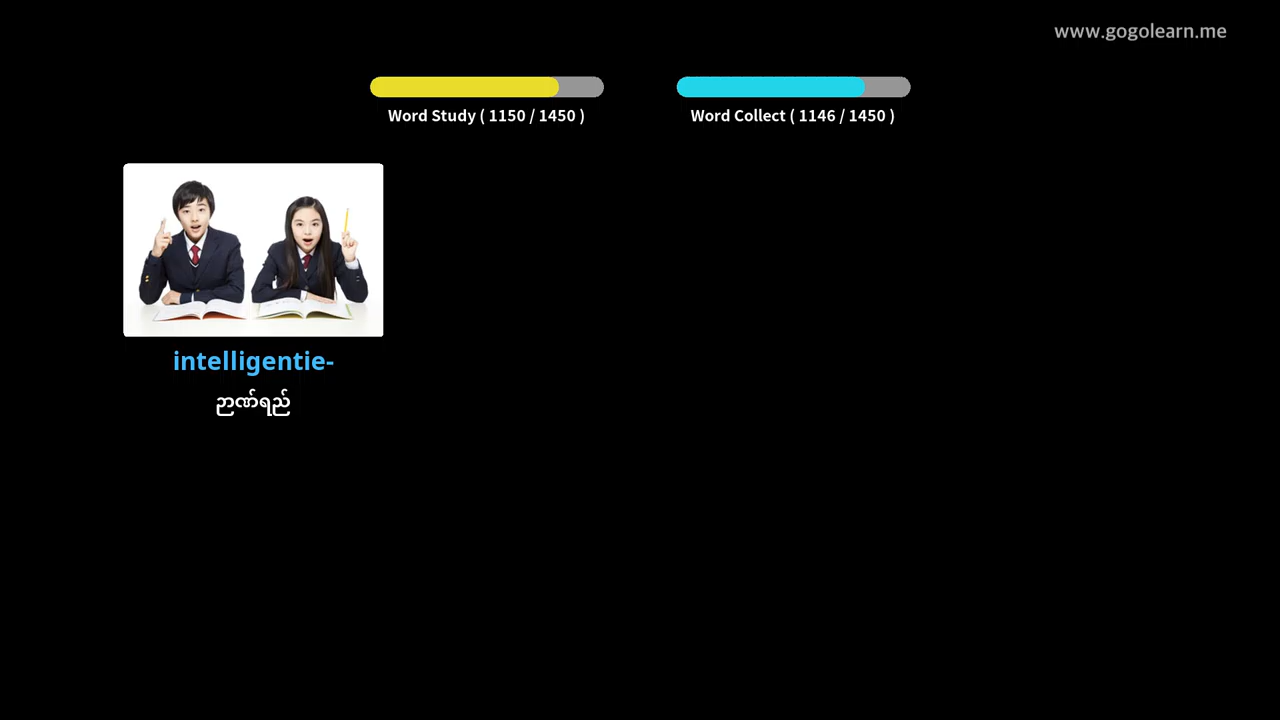 www.gogolearn.me
Word Study ( 1150 / 1450 )
Word Collect ( 1146 / 1450 )
intelligentie-
ဉာဏ်ရည်